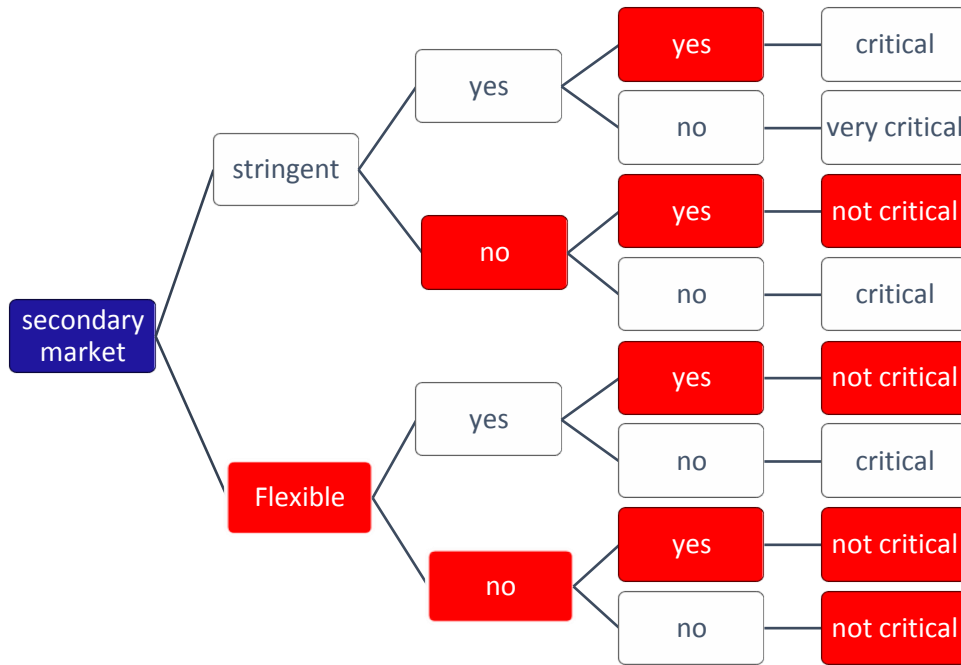 yes
critical
yes
no
very critical
stringent
yes
not critical
no
no
critical
secondary
market
yes
not critical
yes
no
critical
Flexible
yes
not critical
no
no
not critical